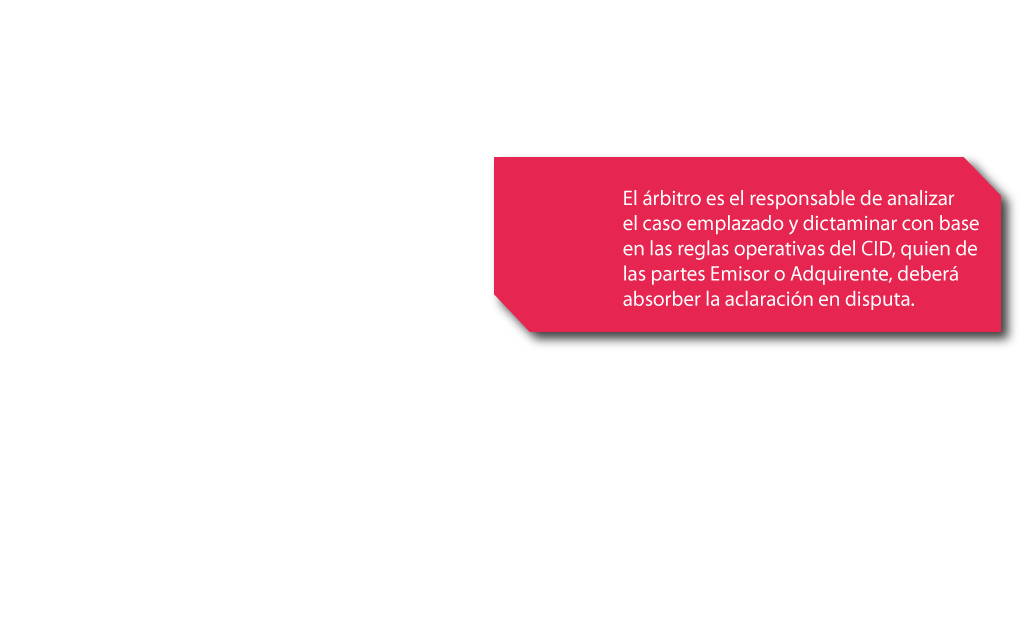 El árbitro es el responsable de analizar
el caso emplazado y dictaminar con base
en las reglas operativas del CID, quien de
las partes Emisor o Adquirente, deberá
absorber la aclaración en disputa.